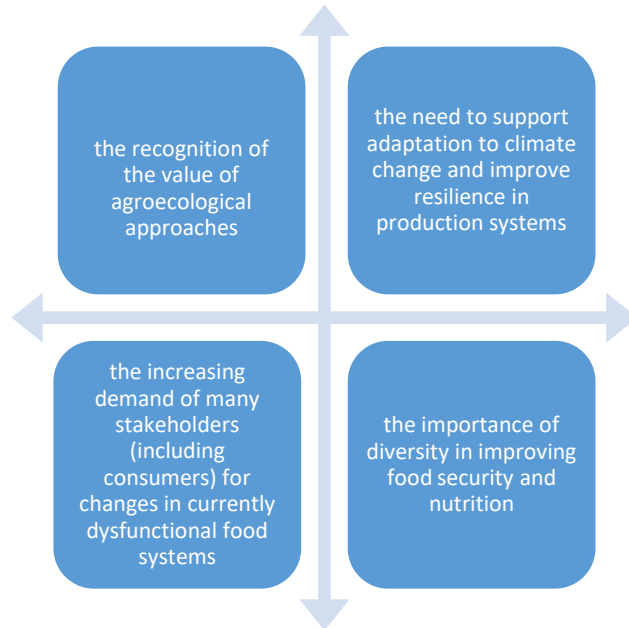 the recognition of
the value of
agroecological
approaches
the need to support
adaptation to climate
change and improve
resilience in
production systems
the increasing
demand of many
stakeholders
(including
consumers) for
changes in currently
dysfunctional food
systems
the importance of
diversity in improving
food security and
nutrition